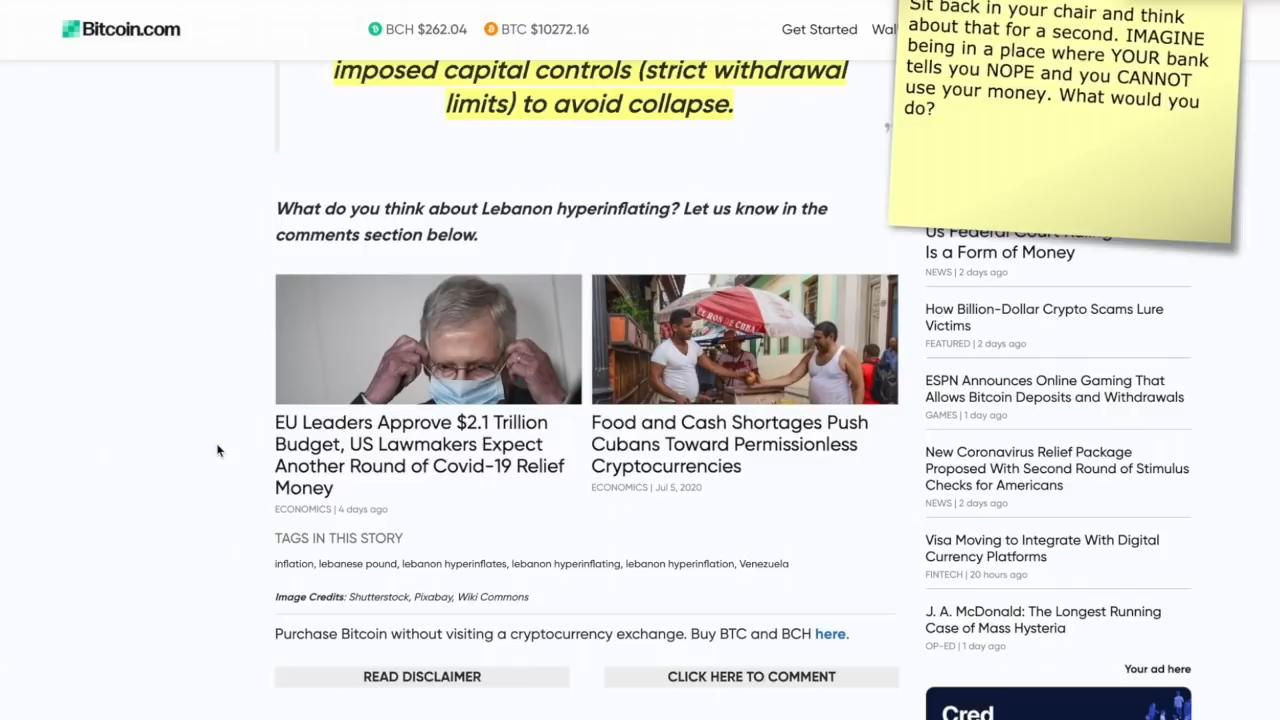 Bitcoin.com
BCH $262.04
BTC $10272.16
Get Started
Sit back in your chair and think
about that for a second. IMAGINE
being in a place where YOUR bank
tells you NOPE and you CANNOT
use your money. What would you
do?
imposed capital controls (strict withdrawal
limits) to avoid collapse.
What do you think about Lebanon hyperinflating? Let us know in the
comments section below.
EU Leaders Approve $2.1 Trillion
Budget, US Lawmakers Expect
Another Round of Covid-19 Relief
Money
ECONOMICS | 4 days ago
Food and Cash Shortages Push
Cubans Toward Permissionless
Cryptocurrencies
ECONOMICS | Jul 5, 2020
TAGS IN THIS STORY
inflation, lebanese pound, lebanon hyperinflates, lebanon hyperinflating, lebanon hyperinflation, Venezuela
Image Credits: Shutterstock, Pixabay, Wiki Commons
Purchase Bitcoin without visiting a cryptocurrency exchange. Buy BTC and BCH here.
READ DISCLAIMER
CLICK HERE TO COMMENT
US Federal Court
Is a Form of Money
NEWS | 2 days ago
How Billion-Dollar Crypto Scams Lure
Victims
FEATURED | 2 days ago
ESPN Announces Online Gaming That
Allows Bitcoin Deposits and Withdrawals
GAMES | 1 day ago
New Coronavirus Relief Package
Proposed With Second Round of Stimulus
Checks for Americans
NEWS | 2 days ago
Visa Moving to Integrate With Digital
Currency Platforms
FINTECH | 20 hours ago
J. A. McDonald: The Longest Running
Case of Mass Hysteria
OP-ED | 1 day ago
Your ad here
Cred